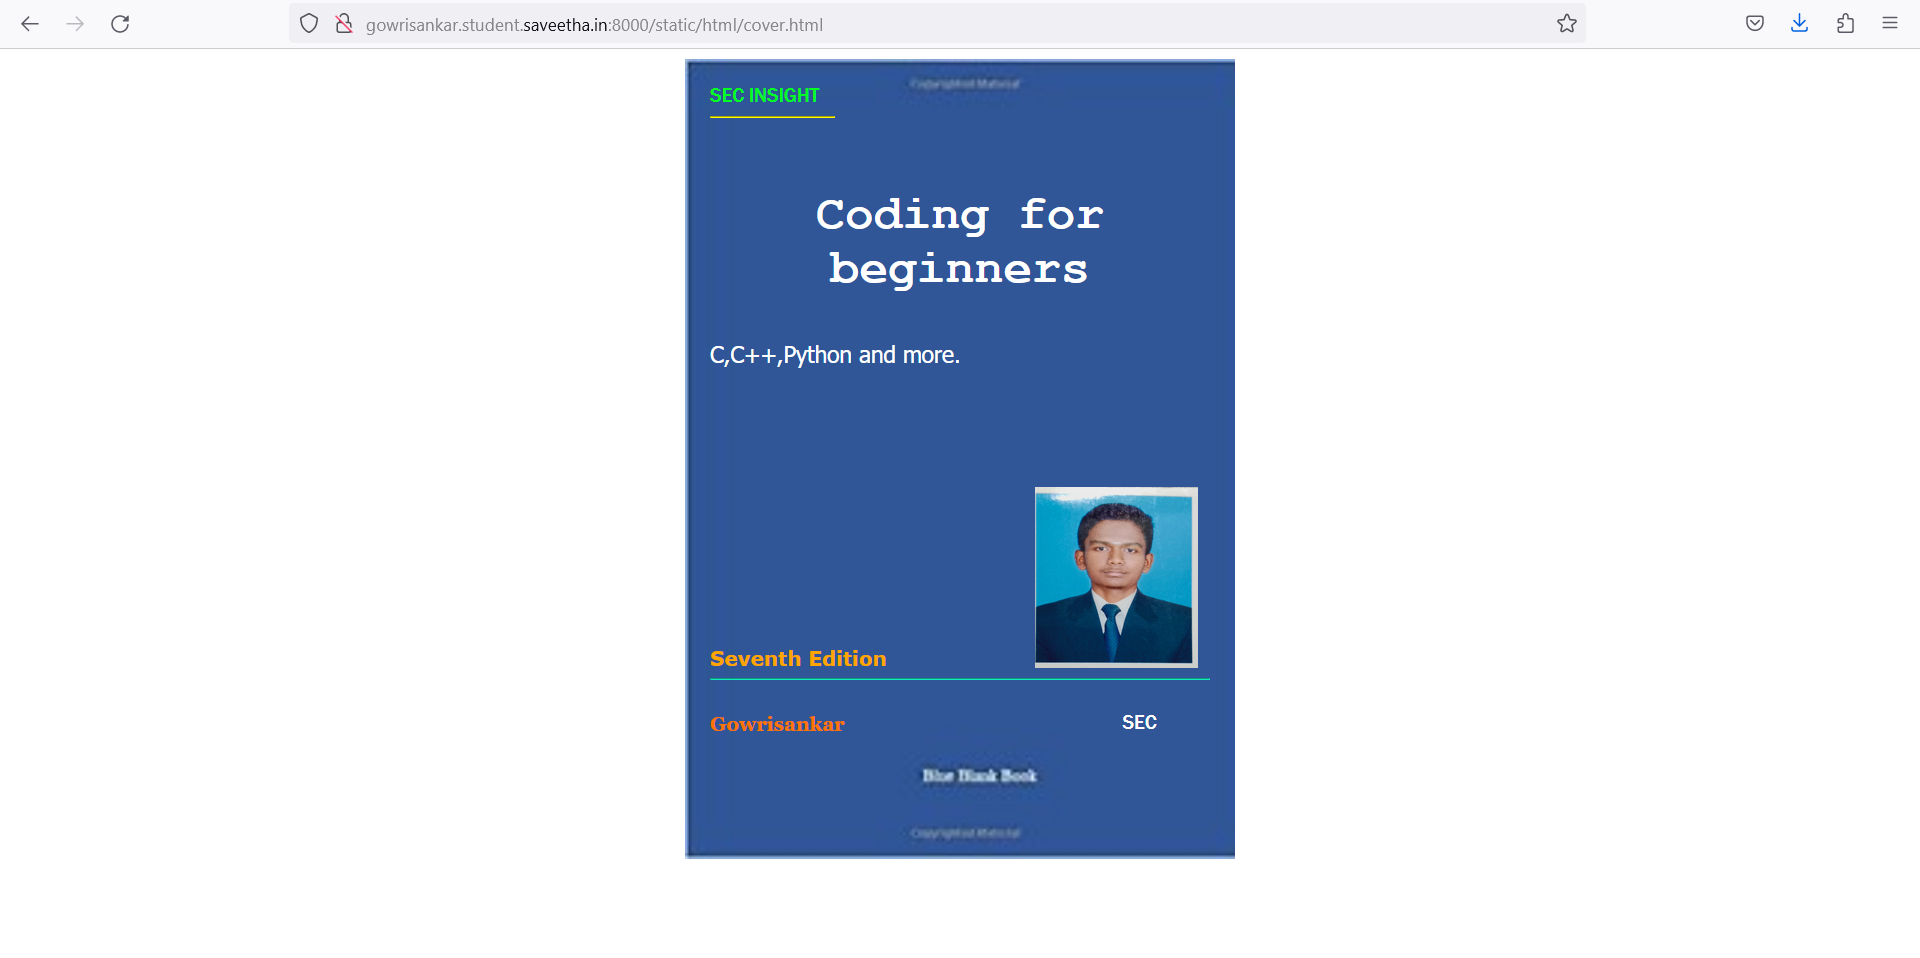 gowrisankar.student.saveetha.in:8000/static/html/cover.html
Copyrighted Material
SEC INSIGHT
Coding for
beginners
C,C++,Python and more.
Seventh Edition
Gowrisankar SEC
Blue Blank Book
Copyrighted Material